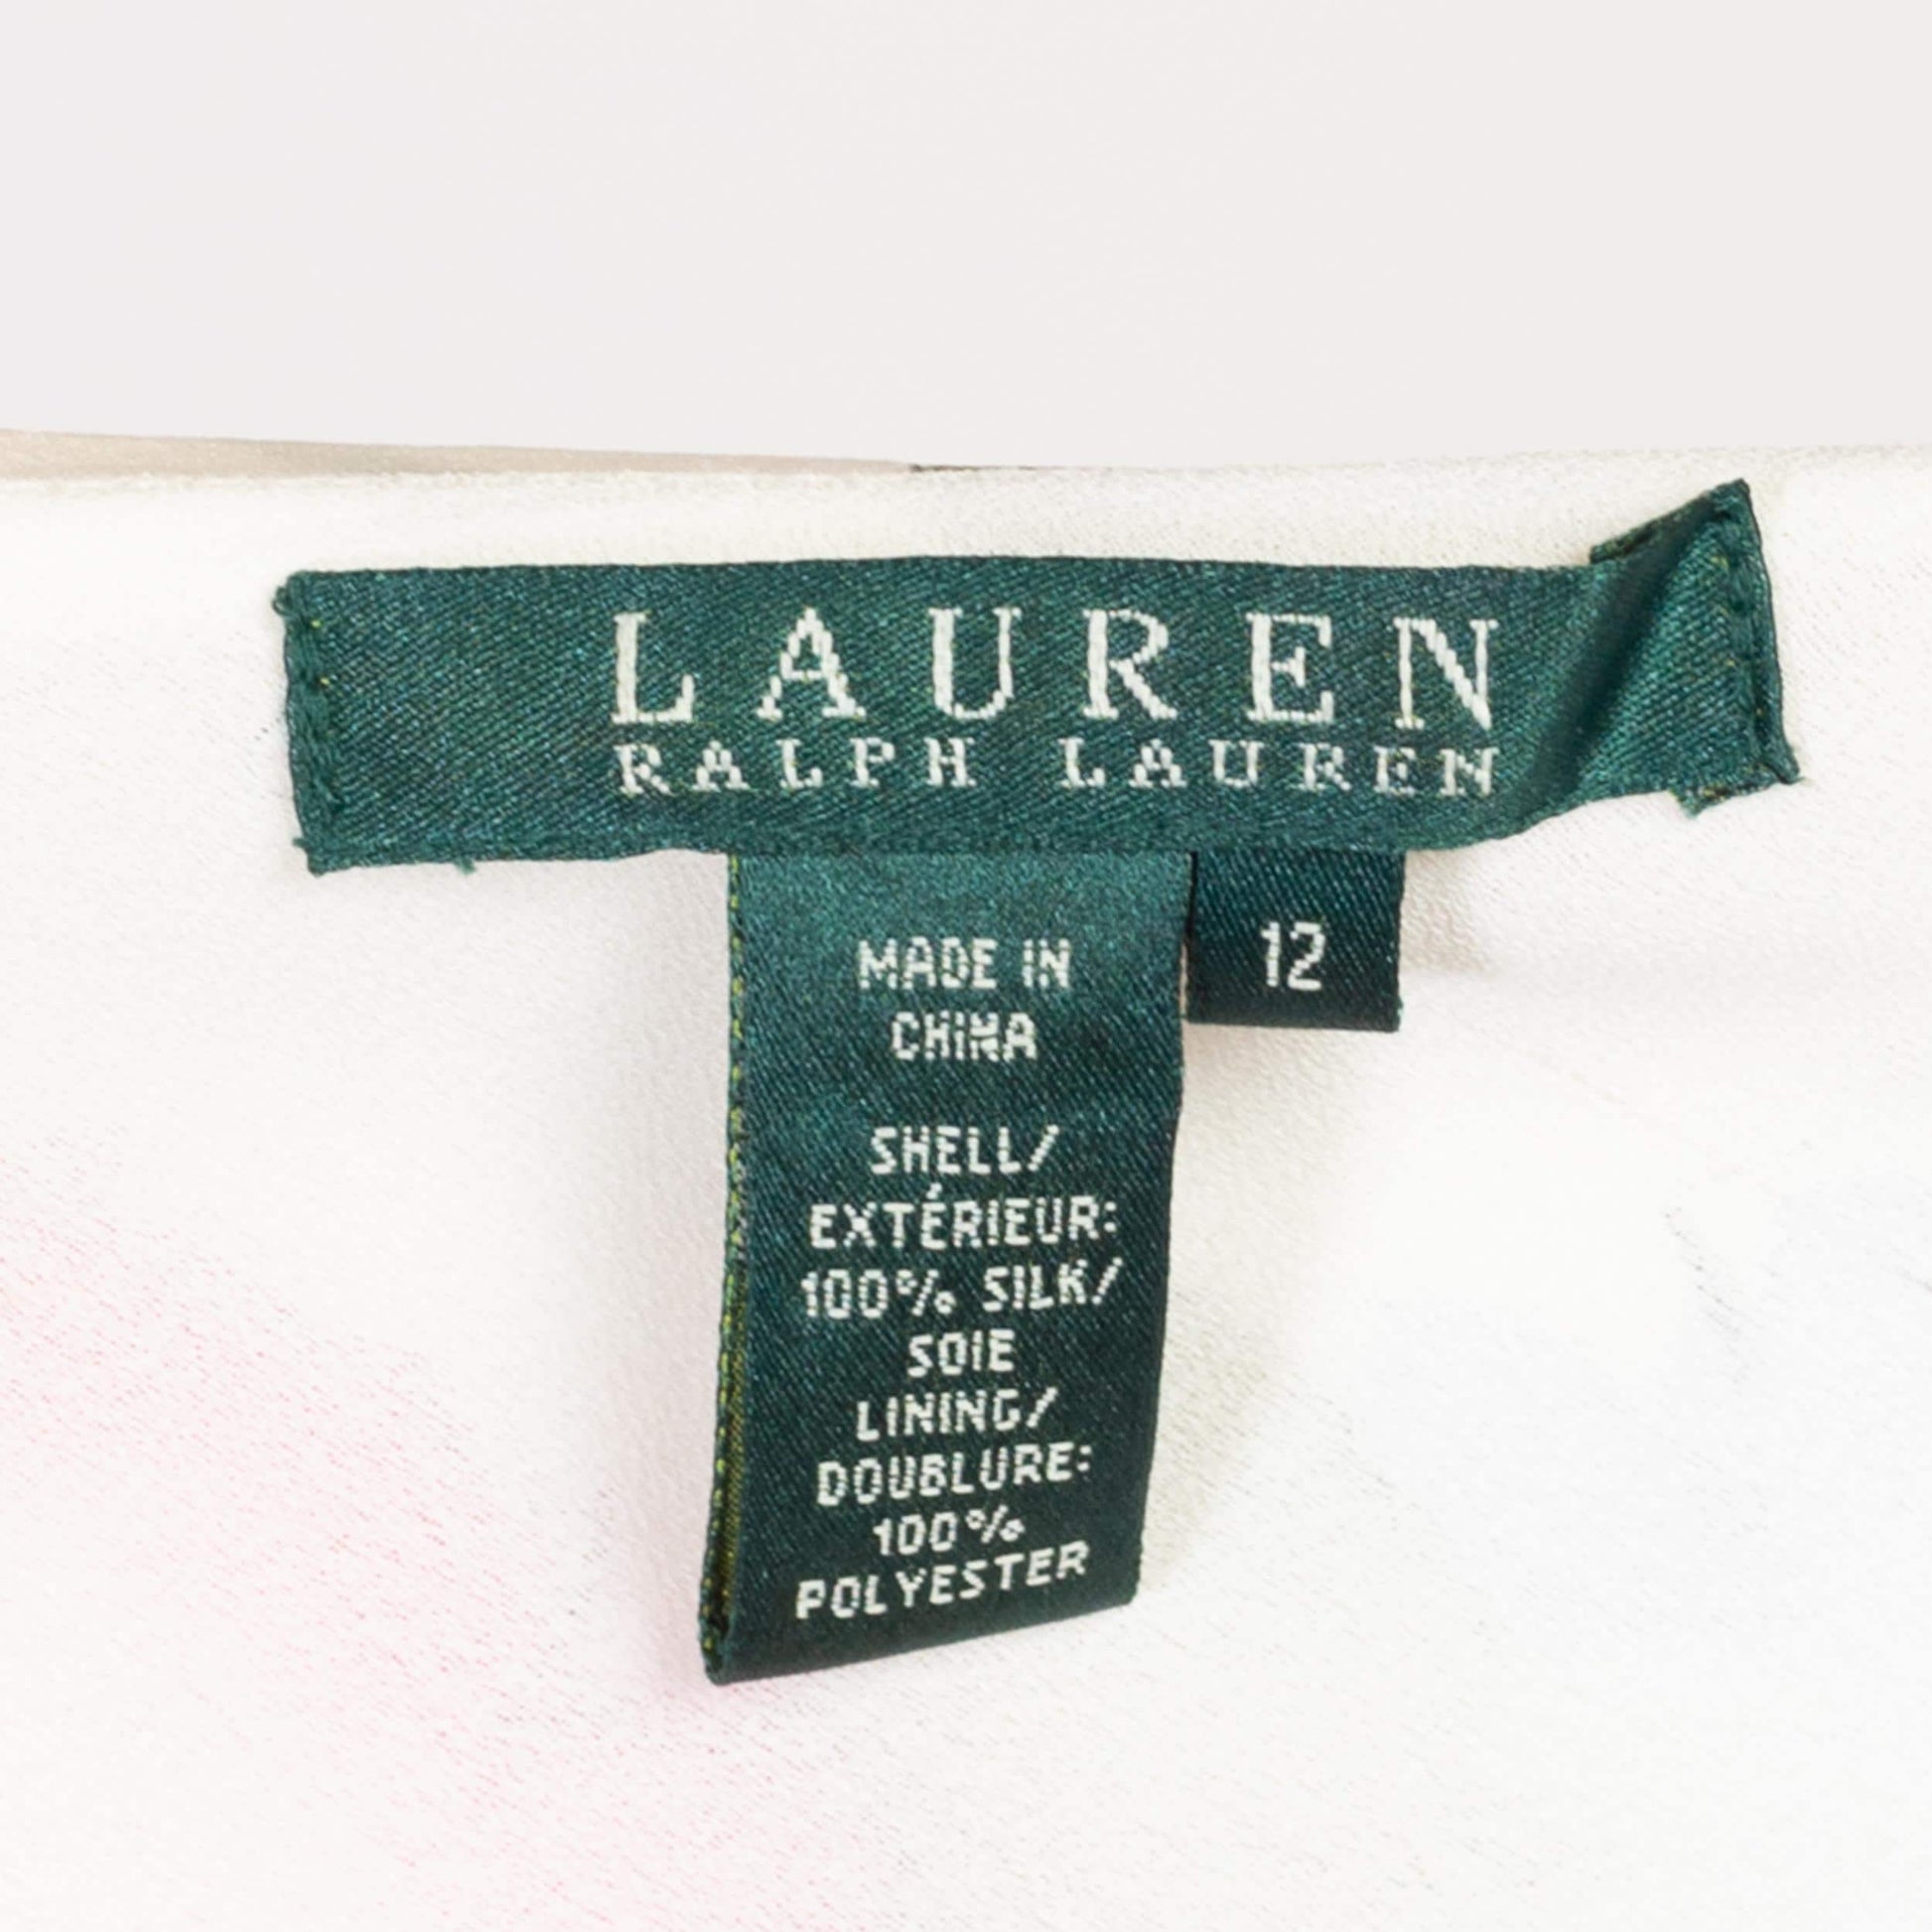 LAUREN
RALPH LAUREN
12
MADE IN
CHINA
SHELL/
EXTÉRIEUR:
100% SILK/
SOIE
LINING/
DOUBLURE:
100%
POLYESTER